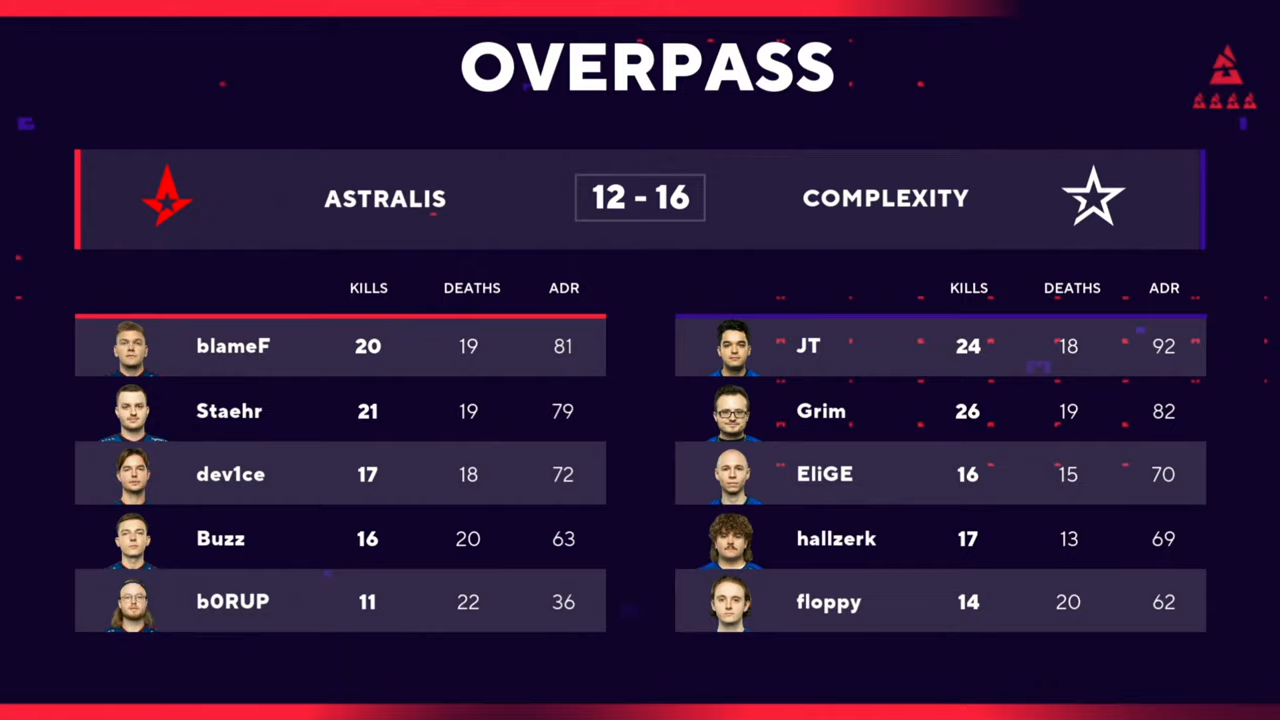 OVERPASS
ASTRALIS 12 - 16 COMPLEXITY
KILLS DEATHS ADR KILLS DEATHS ADR
blameF 20 19 81 JT 24 18 92
Staehr 21 19 79 Grim 26 19 82
dev1ce 17 18 72 EliGE 16 15 70
Buzz 16 20 63 hallzerk 17 13 69
b0RUP 11 22 36 floppy 14 20 62